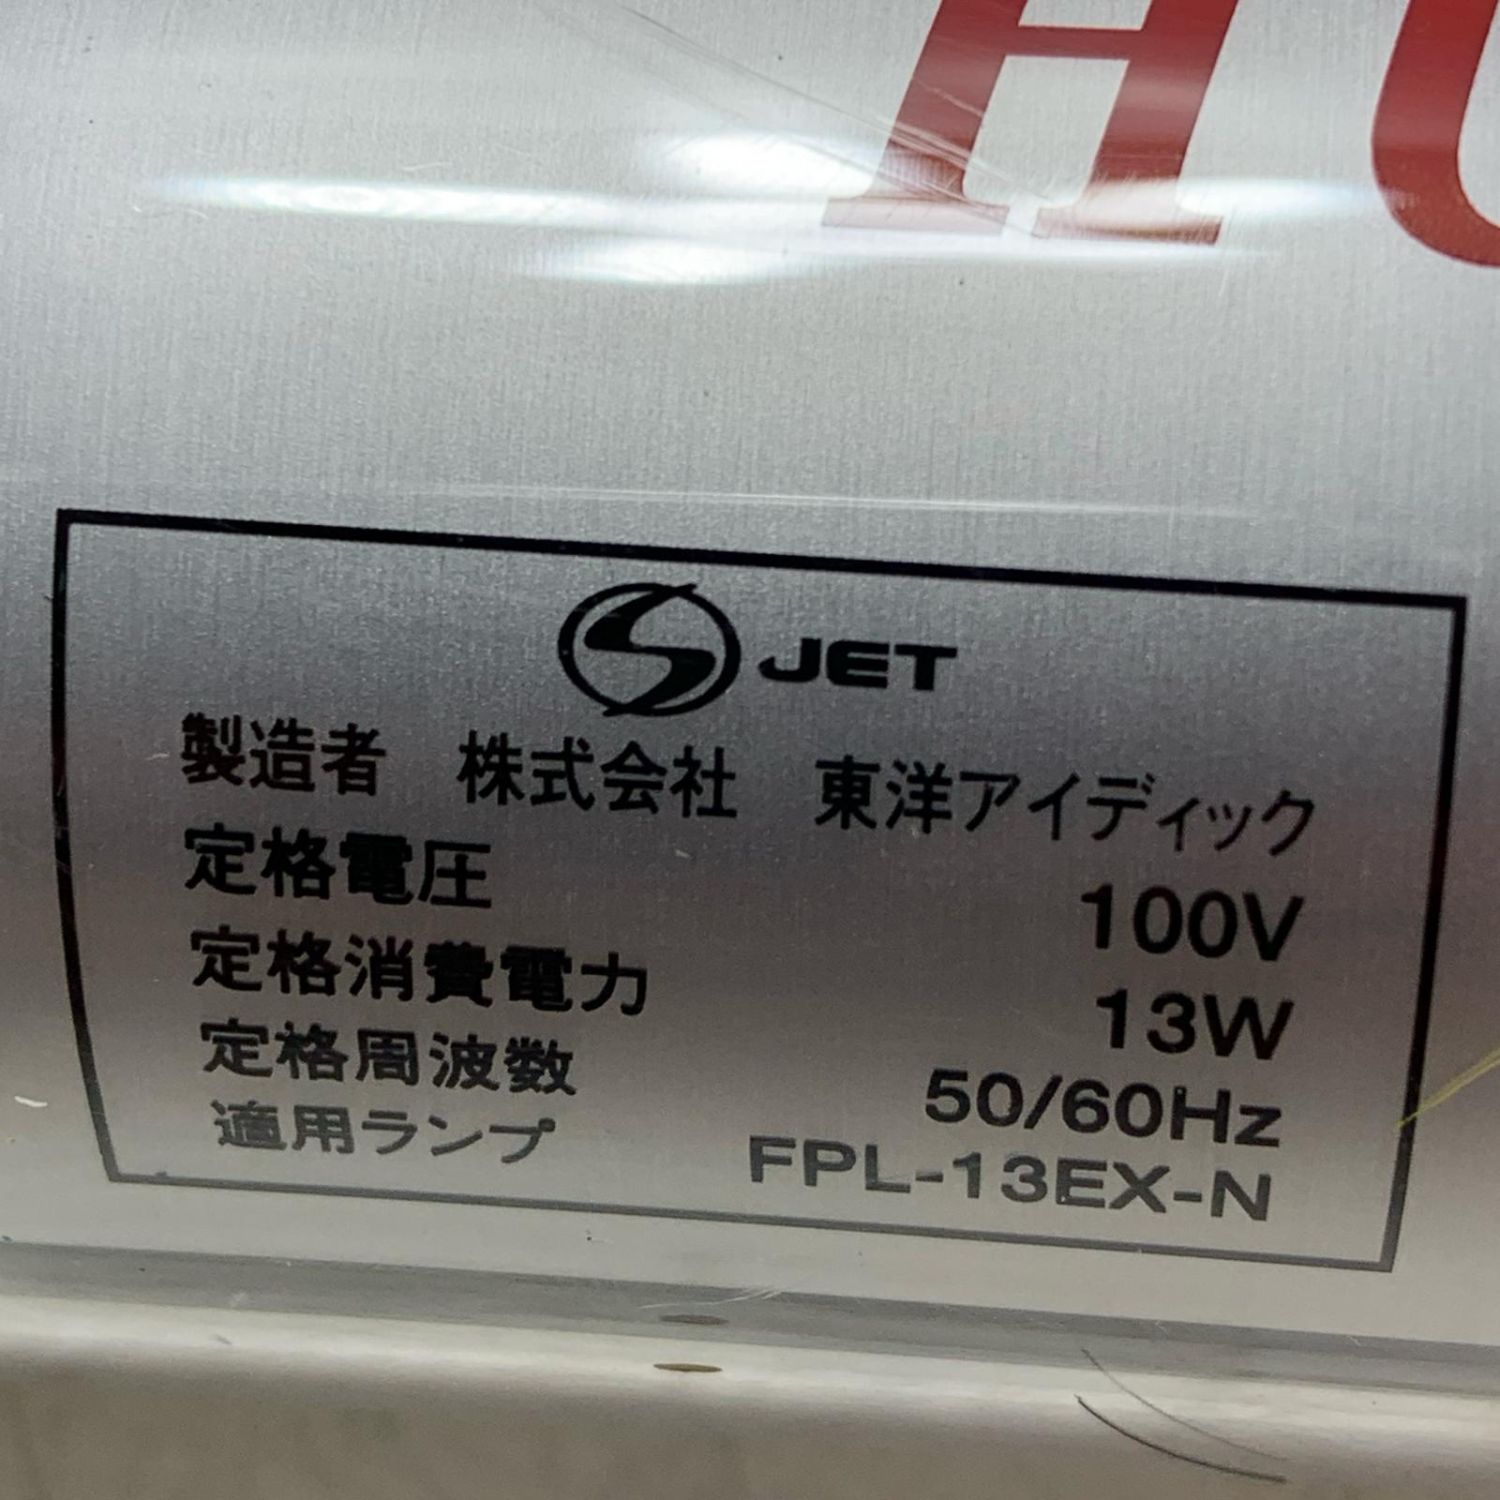 H
S JET
製造者 株式会社 東洋アイディック
定格電圧 100V
定格消費電力 13W
定格周波数 50/60Hz
適用ランプ FPL-13EX-N